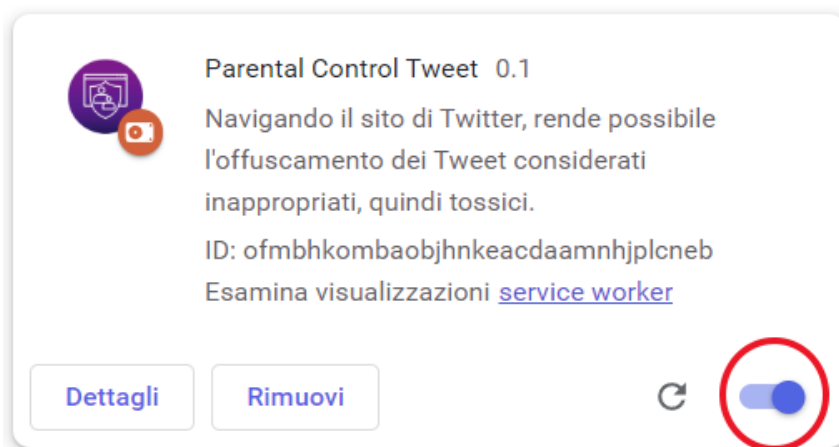 Parental Control Tweet 0.1
Navigando il sito di Twitter, rende possibile
l'offuscamento dei Tweet considerati
inappropriati, quindi tossici.
ID: ofmbhkombaobjhnkeacdaamnhjplcneb
Esamina visualizzazioni service worker
Dettagli Rimuovi